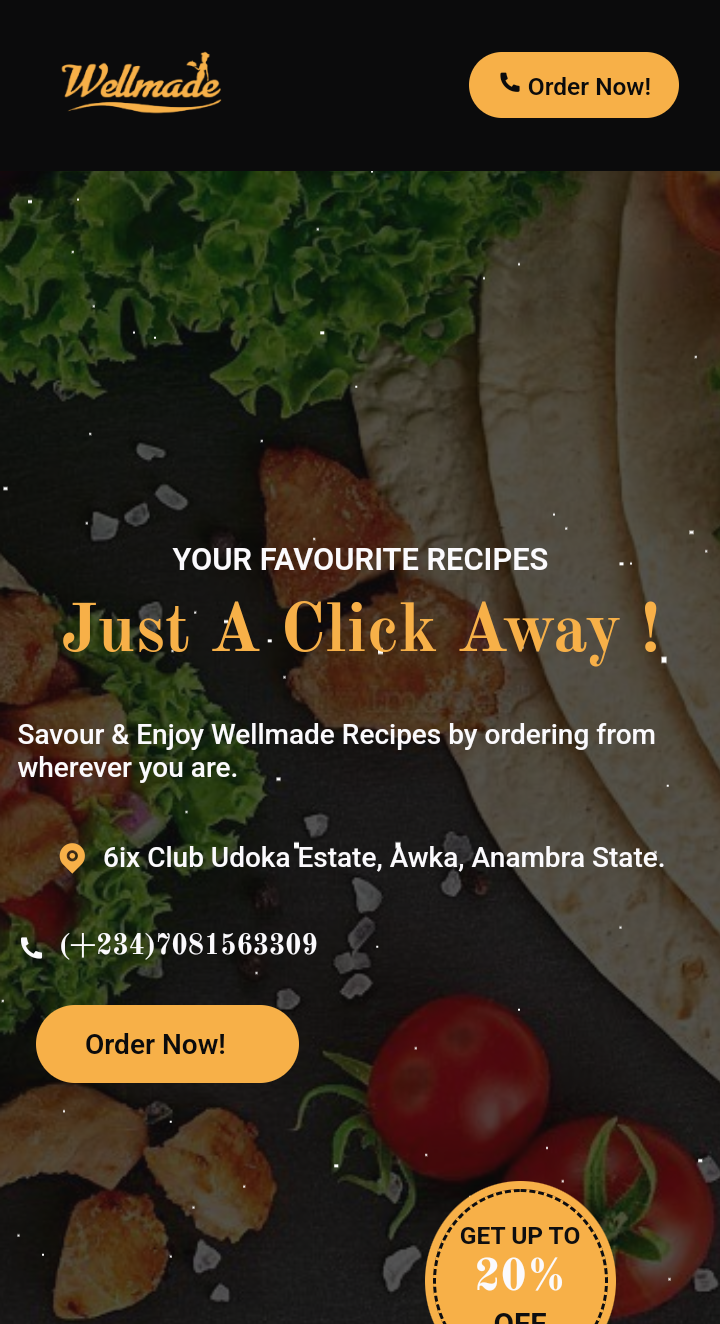 Wellmade
Order Now!
YOUR FAVOURITE RECIPES
Just A Click Away !
Savour & Enjoy Wellmade Recipes by ordering from
wherever you are.
6ix Club Udoka Estate, Awka, Anambra State.
(+234)7081563309
Order Now!
GET UP TO
20%
OFF